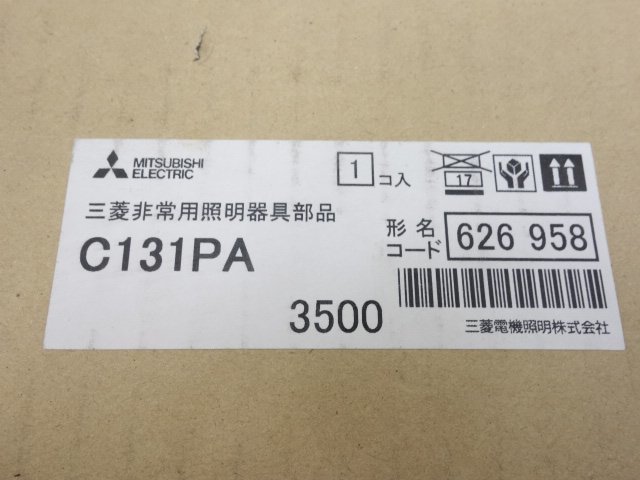 MITSUBISHI
ELECTRIC
1 コ入
17
三菱非常用照明器具部品
C131PA
形名
コード
626 958
3500
三菱電機照明株式会社